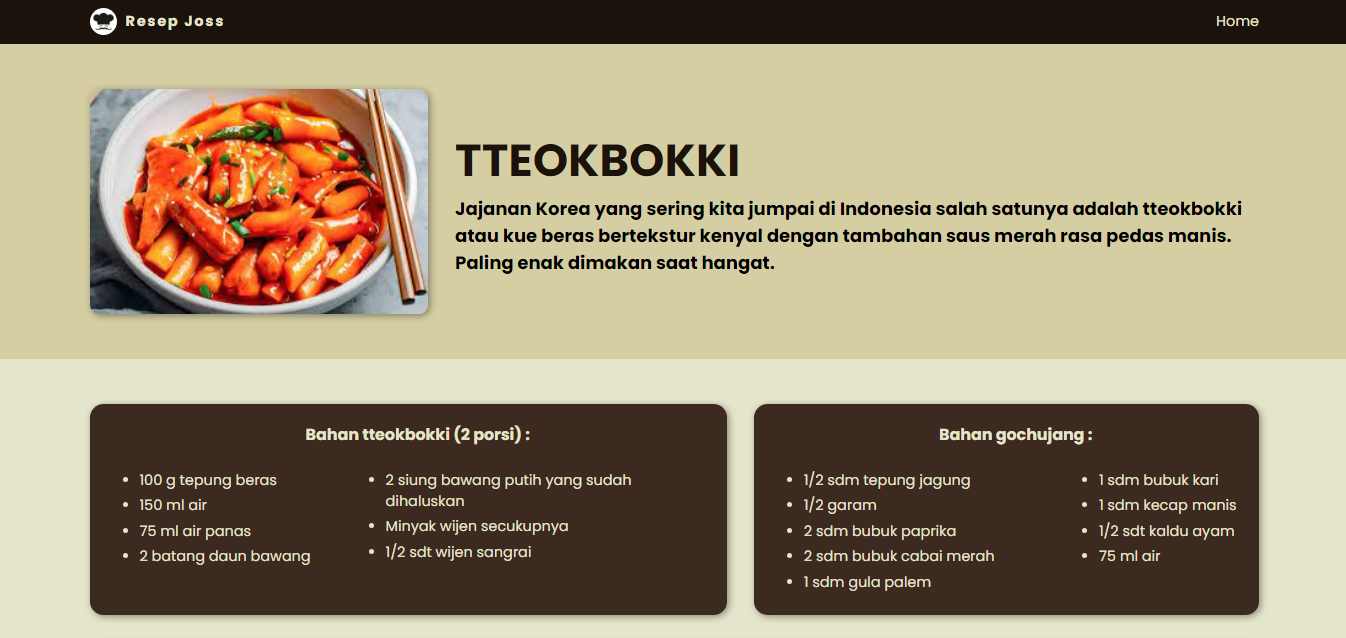 Resep Joss
Home
TTEOKBOKKI
Jajanan Korea yang sering kita jumpai di Indonesia salah satunya adalah tteokbokki
atau kue beras bertekstur kenyal dengan tambahan saus merah rasa pedas manis.
Paling enak dimakan saat hangat.
Bahan tteokbokki (2 porsi) :
100 g tepung beras
150 ml air
75 ml air panas
2 batang daun bawang
2 siung bawang putih yang sudah
dihaluskan
Minyak wijen secukupnya
1/2 sdt wijen sangrai
Bahan gochujang :
1/2 sdm tepung jagung
1/2 garam
2 sdm bubuk paprika
2 sdm bubuk cabai merah
1 sdm gula palem
1 sdm bubuk kari
1 sdm kecap manis
1/2 sdt kaldu ayam
75 ml air